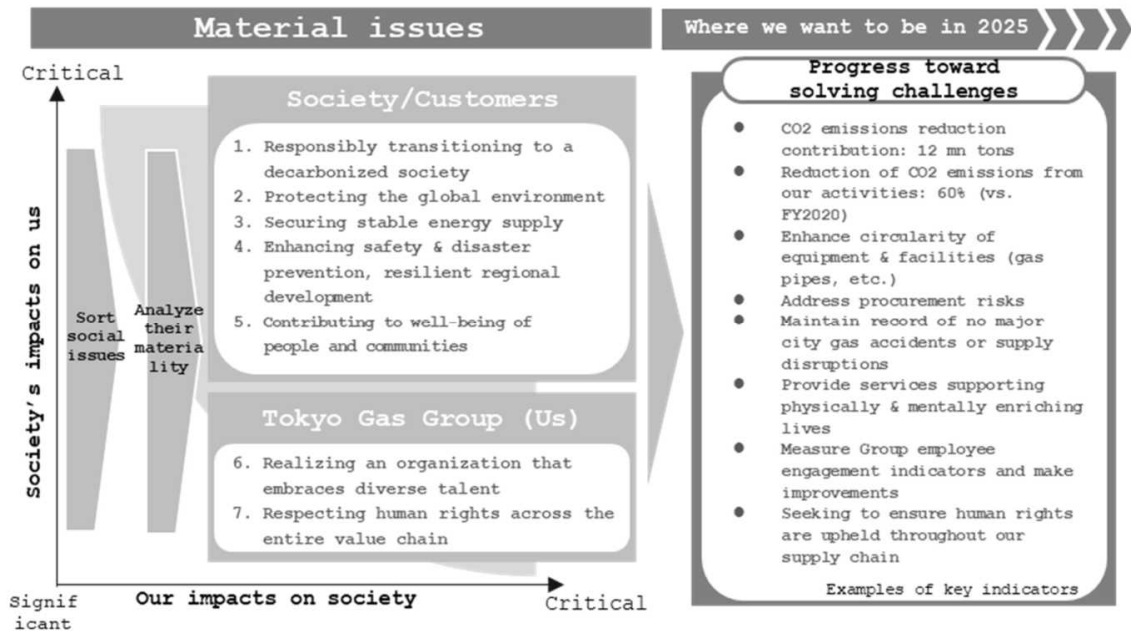 Material issues
Where we want to be in 2025
Critical
Society's impacts on us
Sort
social
issues
Analyze
their
materia
lity
Society/Customers
1. Responsibly transitioning to a
decarbonized society
2. Protecting the global environment
3. Securing stable energy supply
4. Enhancing safety & disaster
prevention, resilient regional
development
5. Contributing to well-being of
people and communities
Tokyo Gas Group (Us)
6. Realizing an organization that
embraces diverse talent
7. Respecting human rights across the
entire value chain
Signif
icant
Our impacts on society
Critical
Progress toward
solving challenges
● CO2 emissions reduction
contribution: 12 mn tons
● Reduction of CO2 emissions from
our activities: 60% (vs.
FY2020)
● Enhance circularity of
equipment & facilities (gas
pipes, etc.)
● Address procurement risks
● Maintain record of no major
city gas accidents or supply
disruptions
● Provide services supporting
physically & mentally enriching
lives
● Measure Group employee
engagement indicators and make
improvements
● Seeking to ensure human rights
are upheld throughout our
supply chain
Examples of key indicators